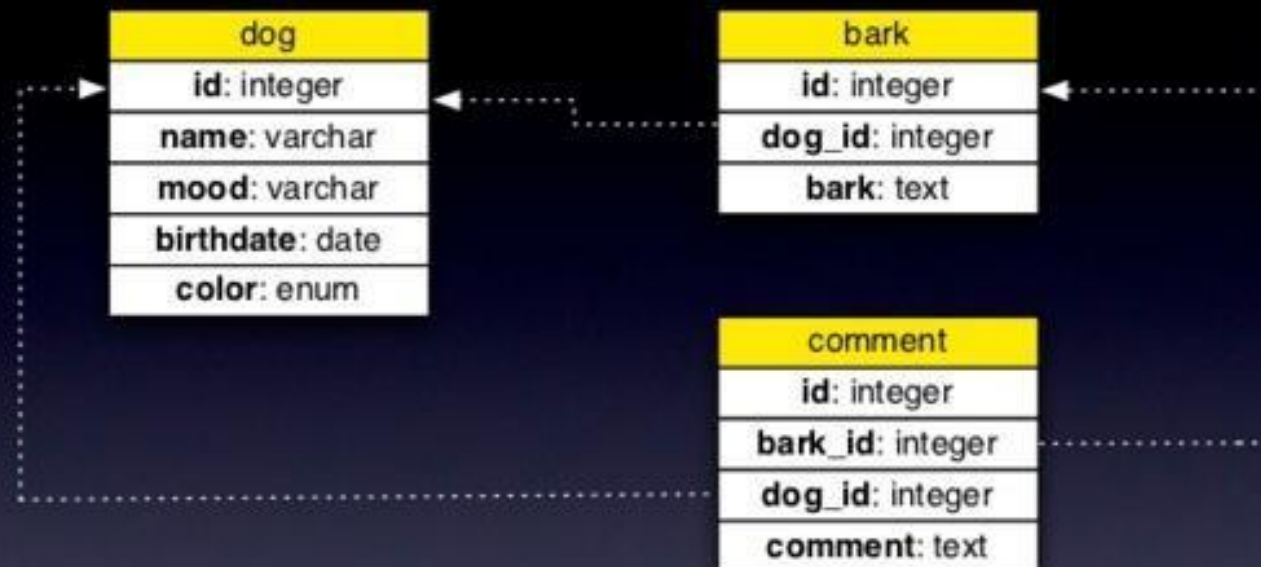 dog
id: integer
name: varchar
mood: varchar
birthdate: date
color: enum
bark
id: integer
dog_id: integer
bark: text
comment
id: integer
bark_id: integer
dog_id: integer
comment: text